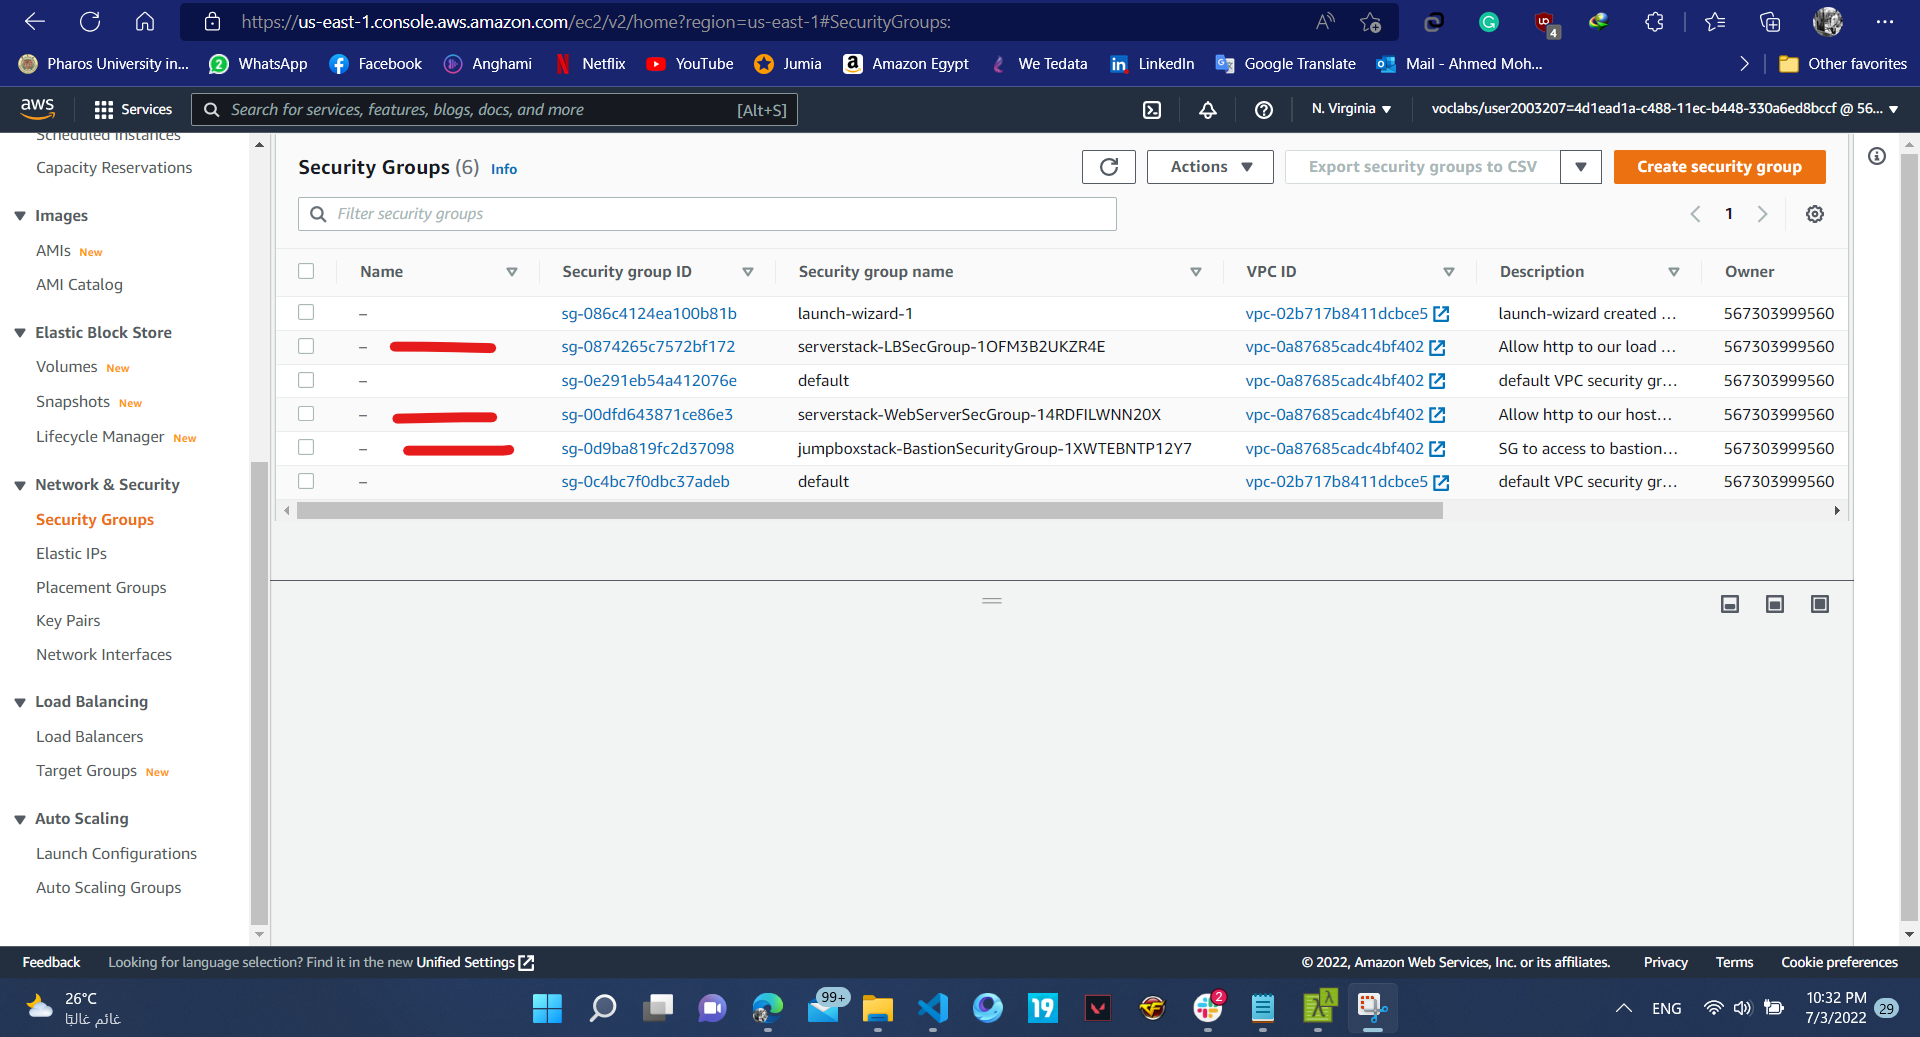 https://us-east-1.console.aws.amazon.com/ec2/v2/home?region=us-east-1#SecurityGroups:
4
Pharos University in... WhatsApp Facebook Anghami Netflix YouTube Jumia Amazon Egypt We Tedata LinkedIn Google Translate Mail - Ahmed Moh... Other favorites
aws Services Search for services, features, blogs, docs, and more [Alt+S] N. Virginia ▼ voclabs/user2003207=4d1ead1a-c488-11ec-b448-330a6ed8bccf @ 56... ▼
Scheduled Instances
Capacity Reservations
Images
AMIs New
AMI Catalog
Elastic Block Store
Volumes New
Snapshots New
Lifecycle Manager New
Network & Security
Security Groups
Elastic IPs
Placement Groups
Key Pairs
Network Interfaces
Load Balancing
Load Balancers
Target Groups New
Auto Scaling
Launch Configurations
Auto Scaling Groups
Security Groups (6) Info Actions Export security groups to CSV Create security group
Filter security groups 1
Name Security group ID Security group name VPC ID Description Owner
– sg-086c4124ea100b81b launch-wizard-1 vpc-02b717b8411dcbce5 launch-wizard created ... 567303999560
– sg-0874265c7572bf172 serverstack-LBSecGroup-1OFM3B2UKZR4E vpc-0a87685cadc4bf402 Allow http to our load ... 567303999560
– sg-0e291eb54a412076e default vpc-0a87685cadc4bf402 default VPC security gr... 567303999560
– sg-00dfd643871ce86e3 serverstack-WebServerSecGroup-14RDFILWNN20X vpc-0a87685cadc4bf402 Allow http to our host... 567303999560
– sg-0d9ba819fc2d37098 jumpboxstack-BastionSecurityGroup-1XWTEBNTP12Y7 vpc-0a87685cadc4bf402 SG to access to bastion... 567303999560
– sg-0c4bc7f0dbc37adeb default vpc-02b717b8411dcbce5 default VPC security gr... 567303999560
Feedback Looking for language selection? Find it in the new Unified Settings © 2022, Amazon Web Services, Inc. or its affiliates. Privacy Terms Cookie preferences
26°C
غائم غالبًا
99+
19
2
ENG
10:32 PM
7/3/2022
29